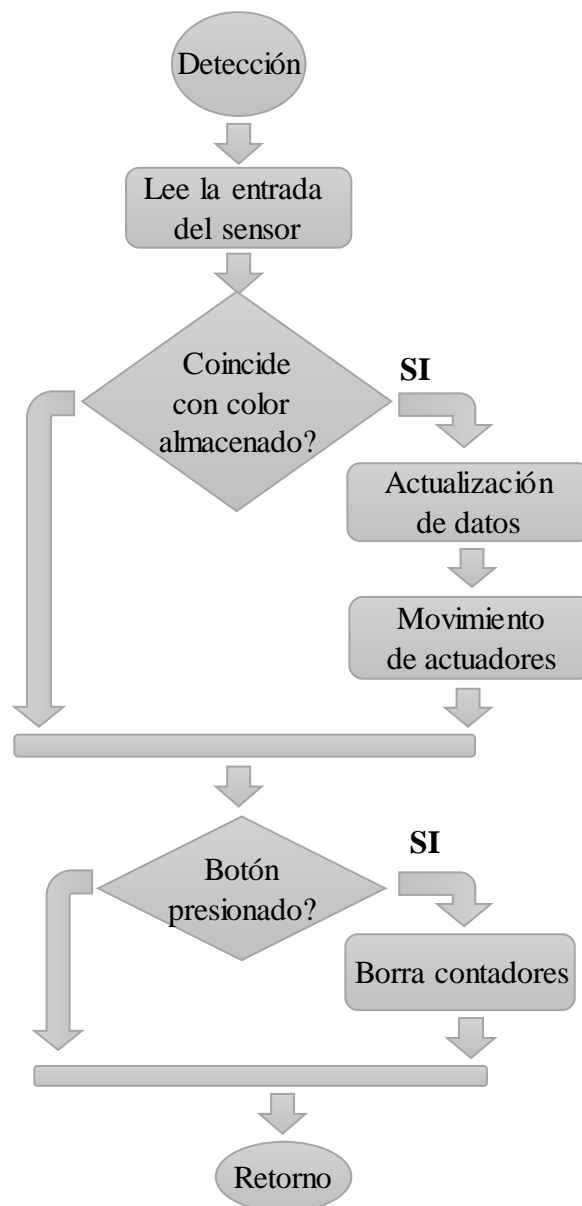 Detección
Lee la entrada
del sensor
Coincide
con color
almacenado?
SI
Actualización
de datos
Movimiento
de actuadores
SI
Botón
presionado?
Borra contadores
Retorno